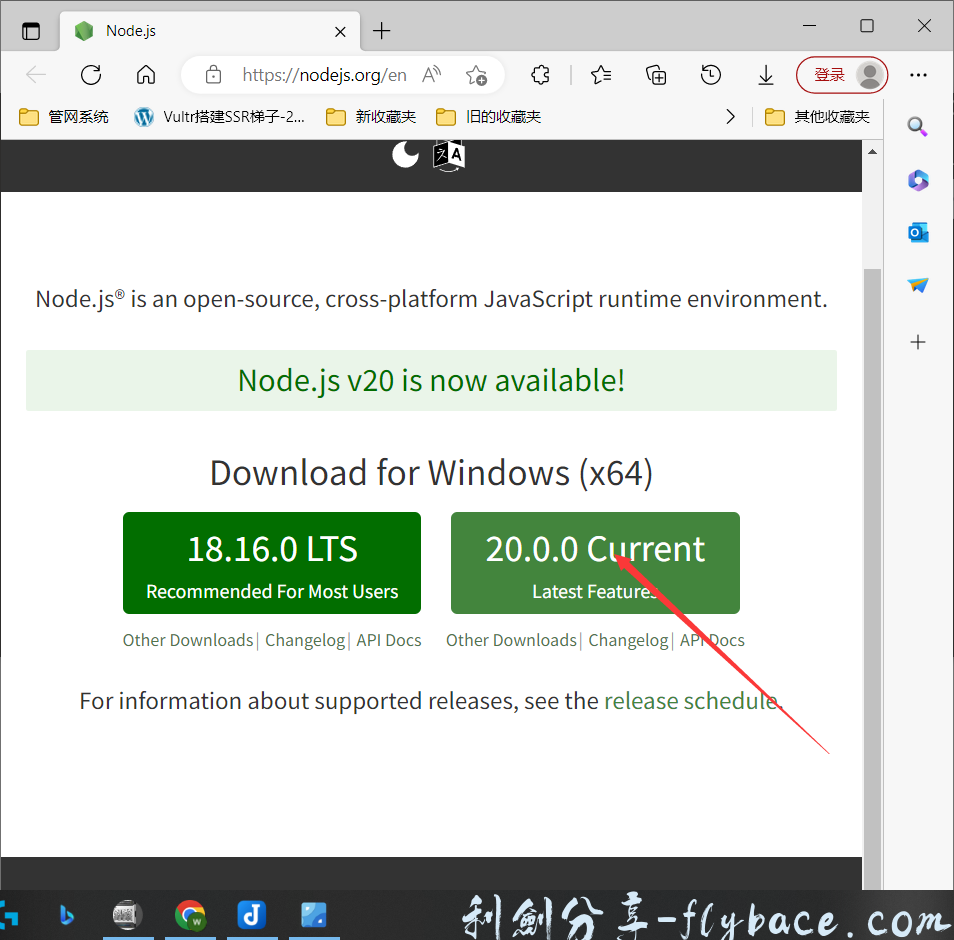 Node.js
https://nodejs.org/en
登录
管网系统
Vultr搭建SSR梯子-2...
新收藏夹
旧的收藏夹
其他收藏夹
Node.js® is an open-source, cross-platform JavaScript runtime environment.
Node.js v20 is now available!
Download for Windows (x64)
18.16.0 LTS
Recommended For Most Users
20.0.0 Current
Latest Features
Other Downloads | Changelog | API Docs
Other Downloads | Changelog | API Docs
For information about supported releases, see the release schedule.
利劍分享-flybace.com